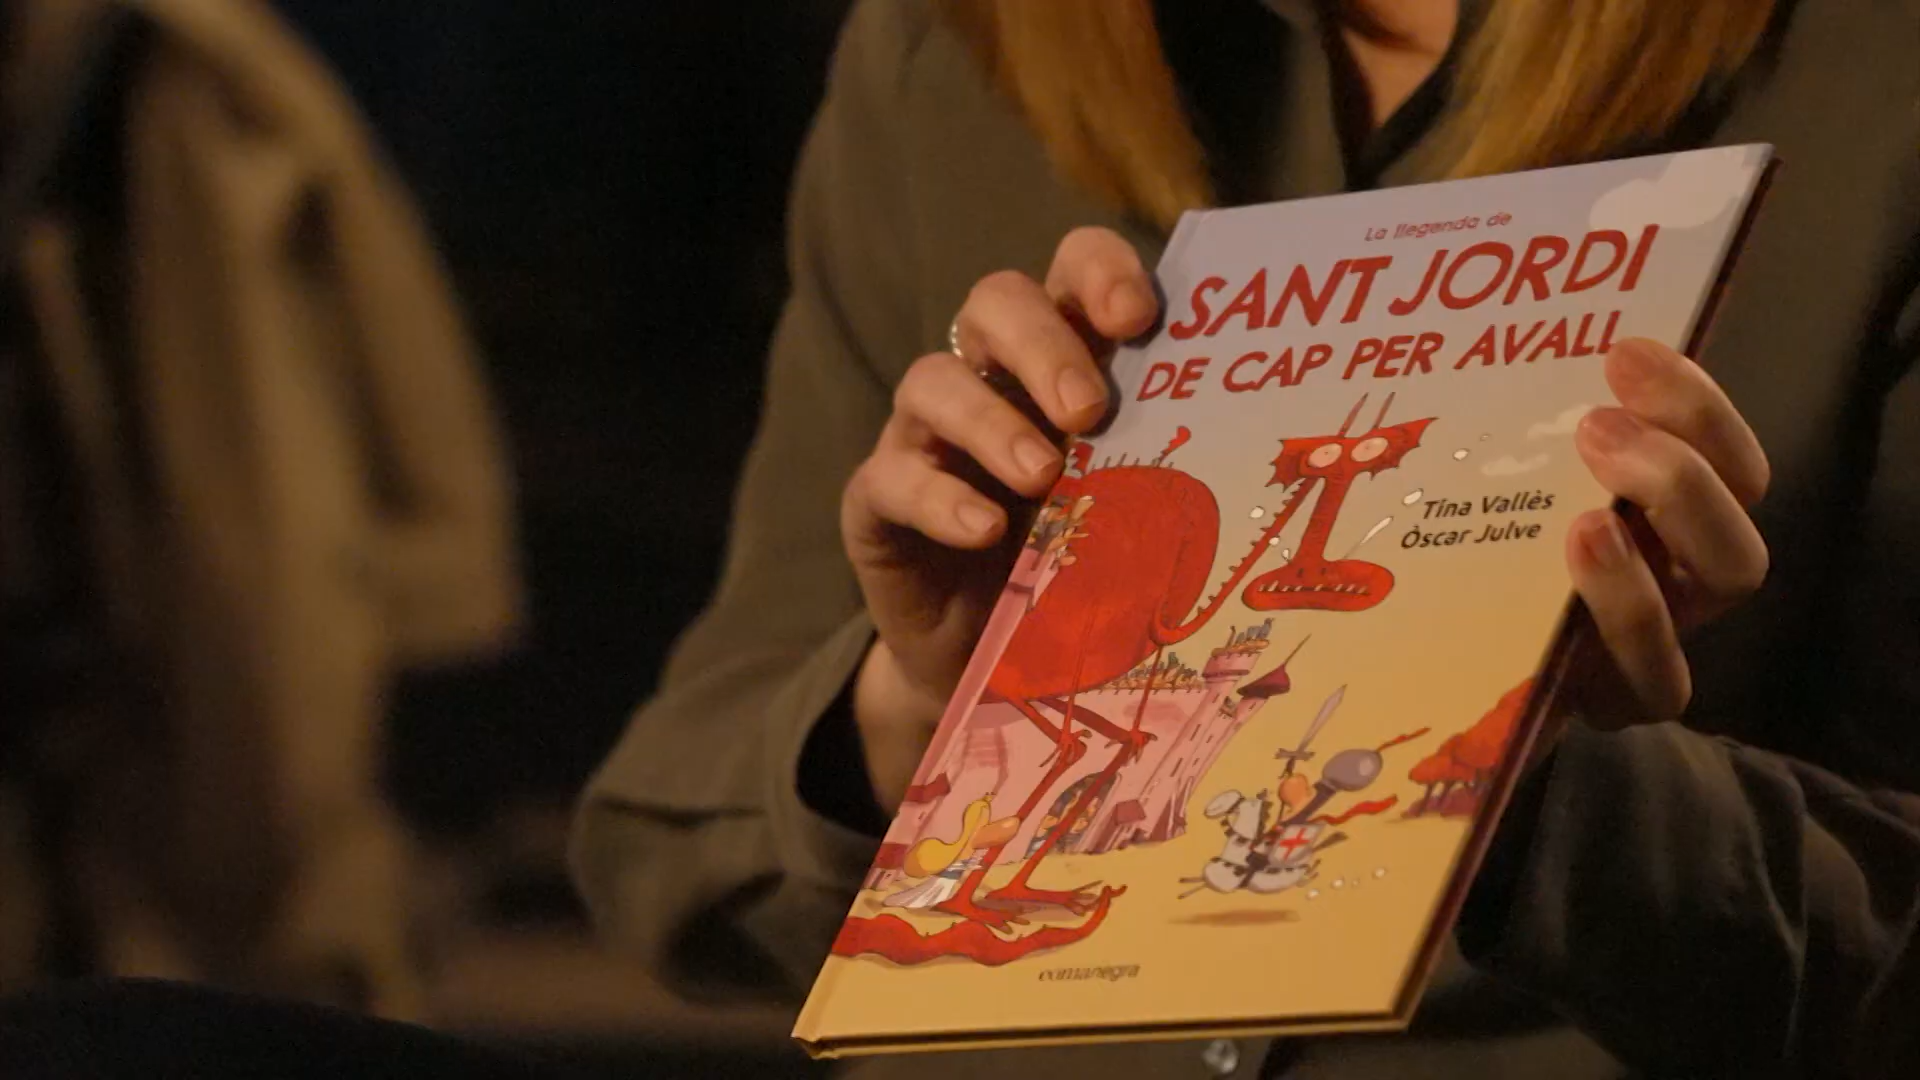 La llegenda de
SANT JORDI
DE CAP PER AVALL
Tina Vallès
Òscar Julve
comanegra